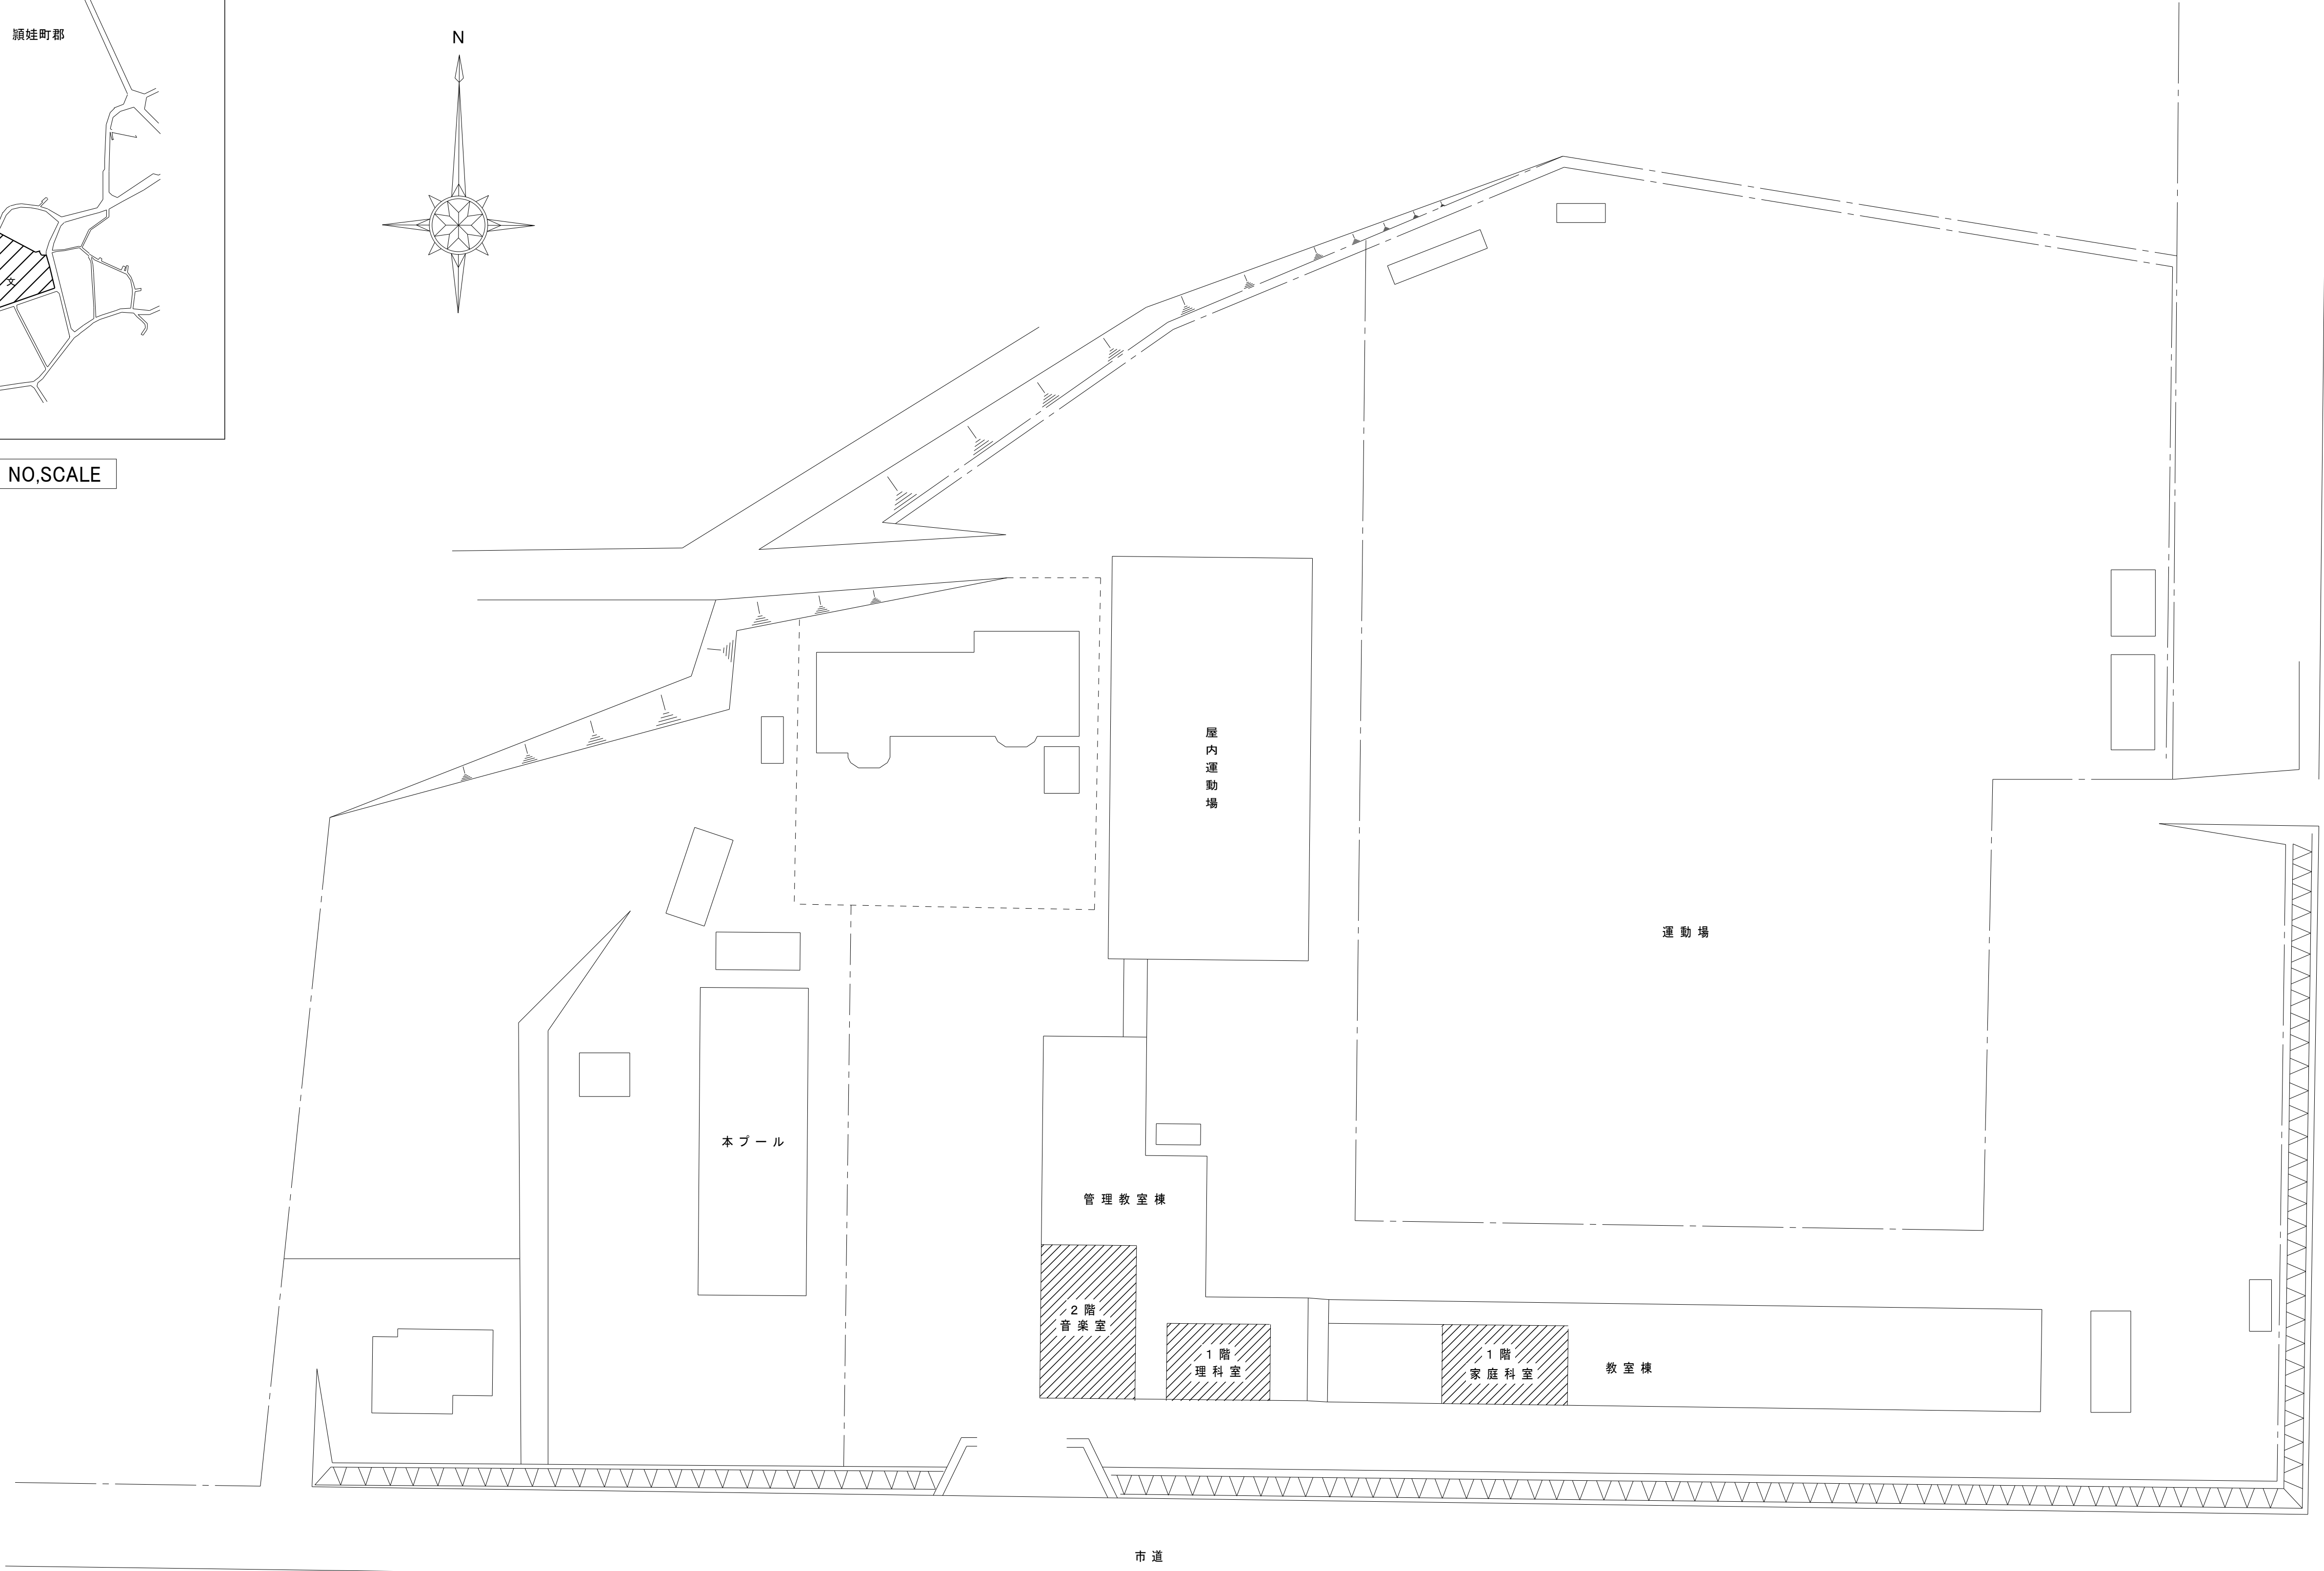 頴娃町郡
N
文
NO,SCALE
屋内運動場
運動場
本プール
管理教室棟
2階
音楽室
1階
理科室
1階
家庭科室
教室棟
市道